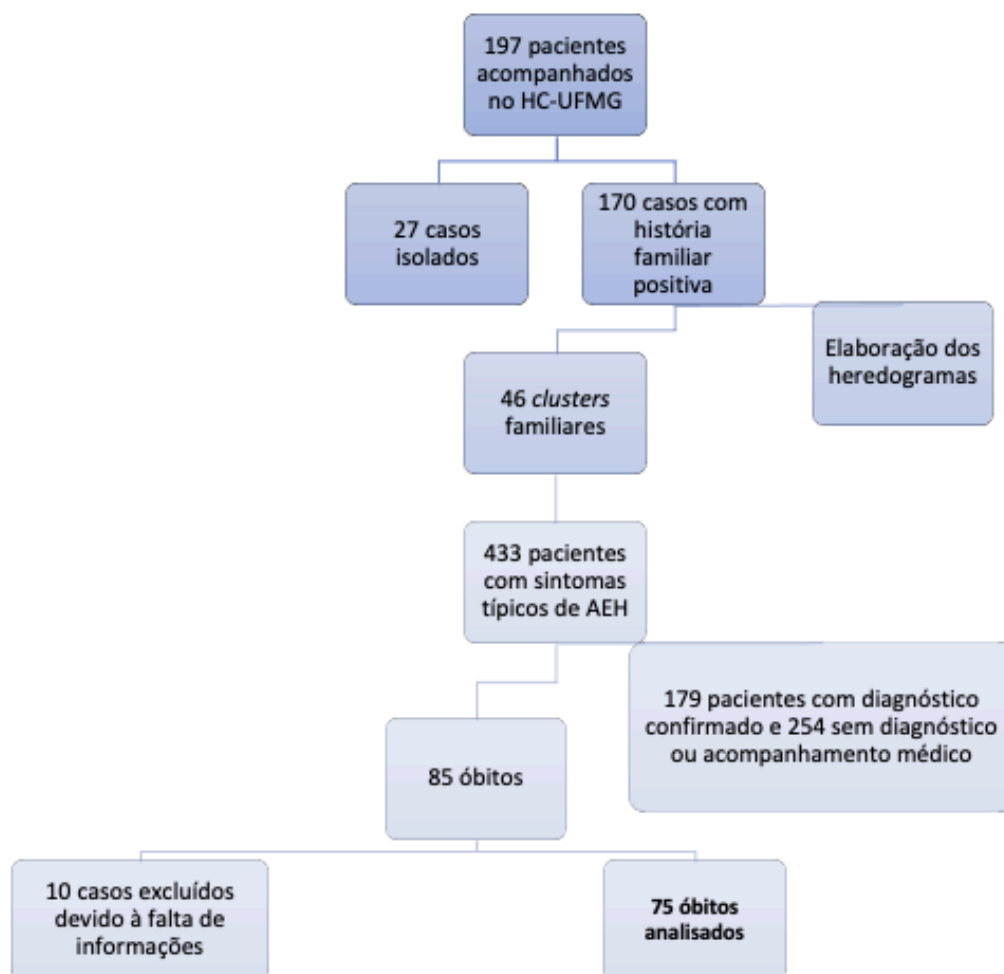 197 pacientes
acompanhados
no HC-UFMG
27 casos
isolados
170 casos com
história
familiar
positiva
Elaboração dos
heredogramas
46 clusters
familiares
433 pacientes
com sintomas
típicos de AEH
179 pacientes com diagnóstico
confirmado e 254 sem diagnóstico
ou acompanhamento médico
85 óbitos
10 casos excluídos
devido à falta de
informações
75 óbitos
analisados